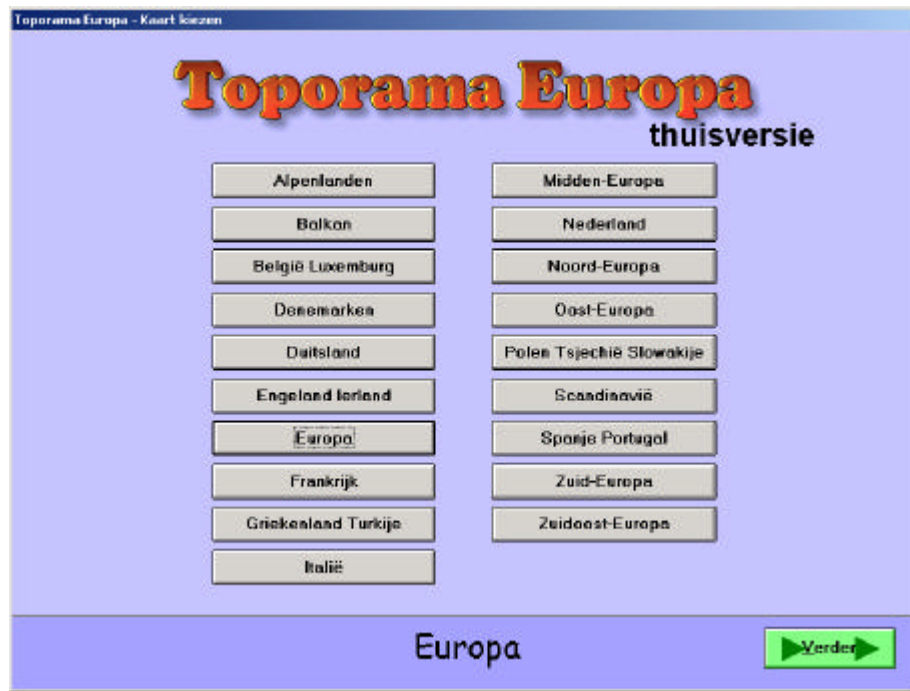 Toporama Europa - Kaart kiezen
Toporama Europa
thuisversie
Alpenlanden
Balkan
België Luxemburg
Denemarken
Duitsland
Engeland Ierland
Europa
Frankrijk
Griekenland Turkije
Italië
Midden-Europa
Nederland
Noord-Europa
Oost-Europa
Polen Tsjechië Slowakije
Scandinavië
Spanje Portugal
Zuid-Europa
Zuidoost-Europa
Europa
Verder